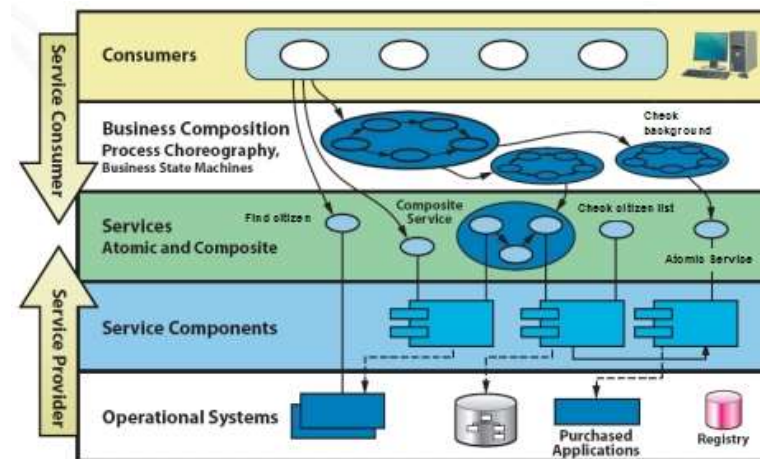 Service Consumer
Service Provider
Consumers
Business Composition
Process Choreography,
Business State Machines
Check
background
Services
Atomic and Composite
Find citizen
Composite
Service
Check citizen list
Atomic Service
Service Components
Operational Systems
Purchased
Applications
Registry